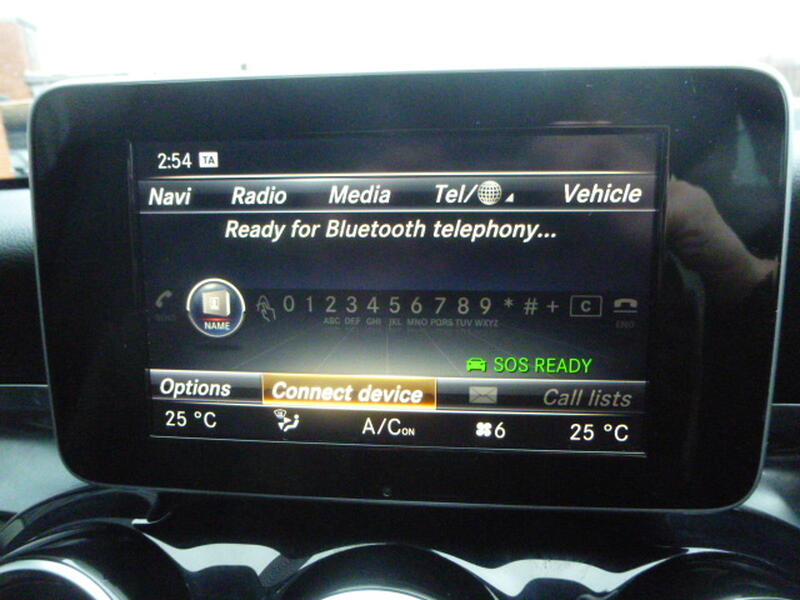 2:54 TA
Navi Radio Media Tel/ Vehicle
Ready for Bluetooth telephony...
NAME 0 1 2 3 4 5 6 7 8 9 * # + C
SEND ABC DEF GHI JKL MNO PQRS TUV WXYZ END
SOS READY
Options Connect device Call lists
25 °C A/C ON 6 25 °C